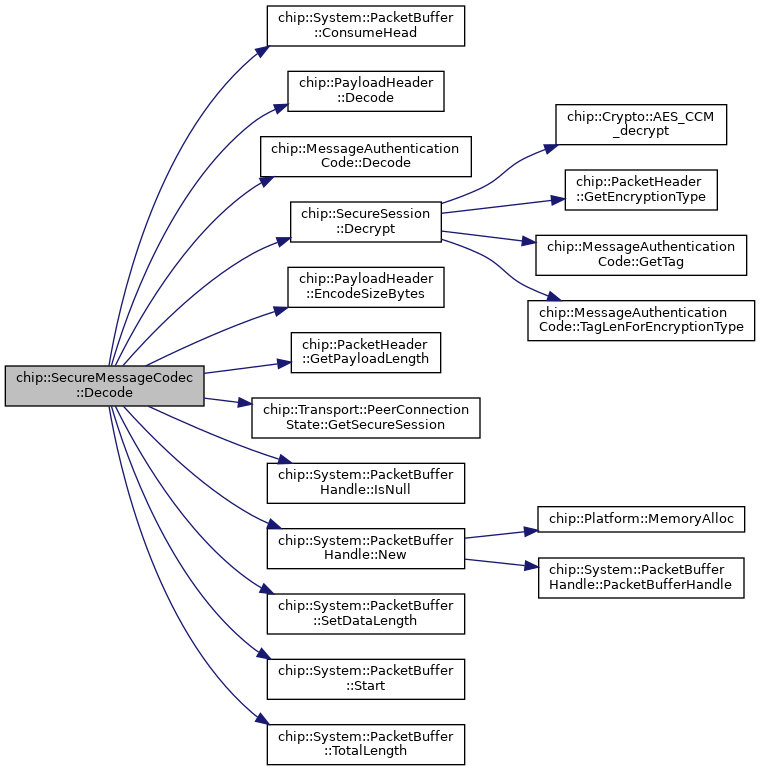 chip::System::PacketBuffer
::ConsumeHead
chip::PayloadHeader
::Decode
chip::MessageAuthentication
Code::Decode
chip::SecureSession
::Decrypt
chip::PayloadHeader
::EncodeSizeBytes
chip::PacketHeader
::GetPayloadLength
chip::SecureMessageCodec
::Decode
chip::Transport::PeerConnection
State::GetSecureSession
chip::System::PacketBuffer
Handle::IsNull
chip::System::PacketBuffer
Handle::New
chip::System::PacketBuffer
::SetDataLength
chip::System::PacketBuffer
::Start
chip::System::PacketBuffer
::TotalLength
chip::Crypto::AES_CCM
_decrypt
chip::PacketHeader
::GetEncryptionType
chip::MessageAuthentication
Code::GetTag
chip::MessageAuthentication
Code::TagLenForEncryptionType
chip::Platform::MemoryAlloc
chip::System::PacketBuffer
Handle::PacketBufferHandle